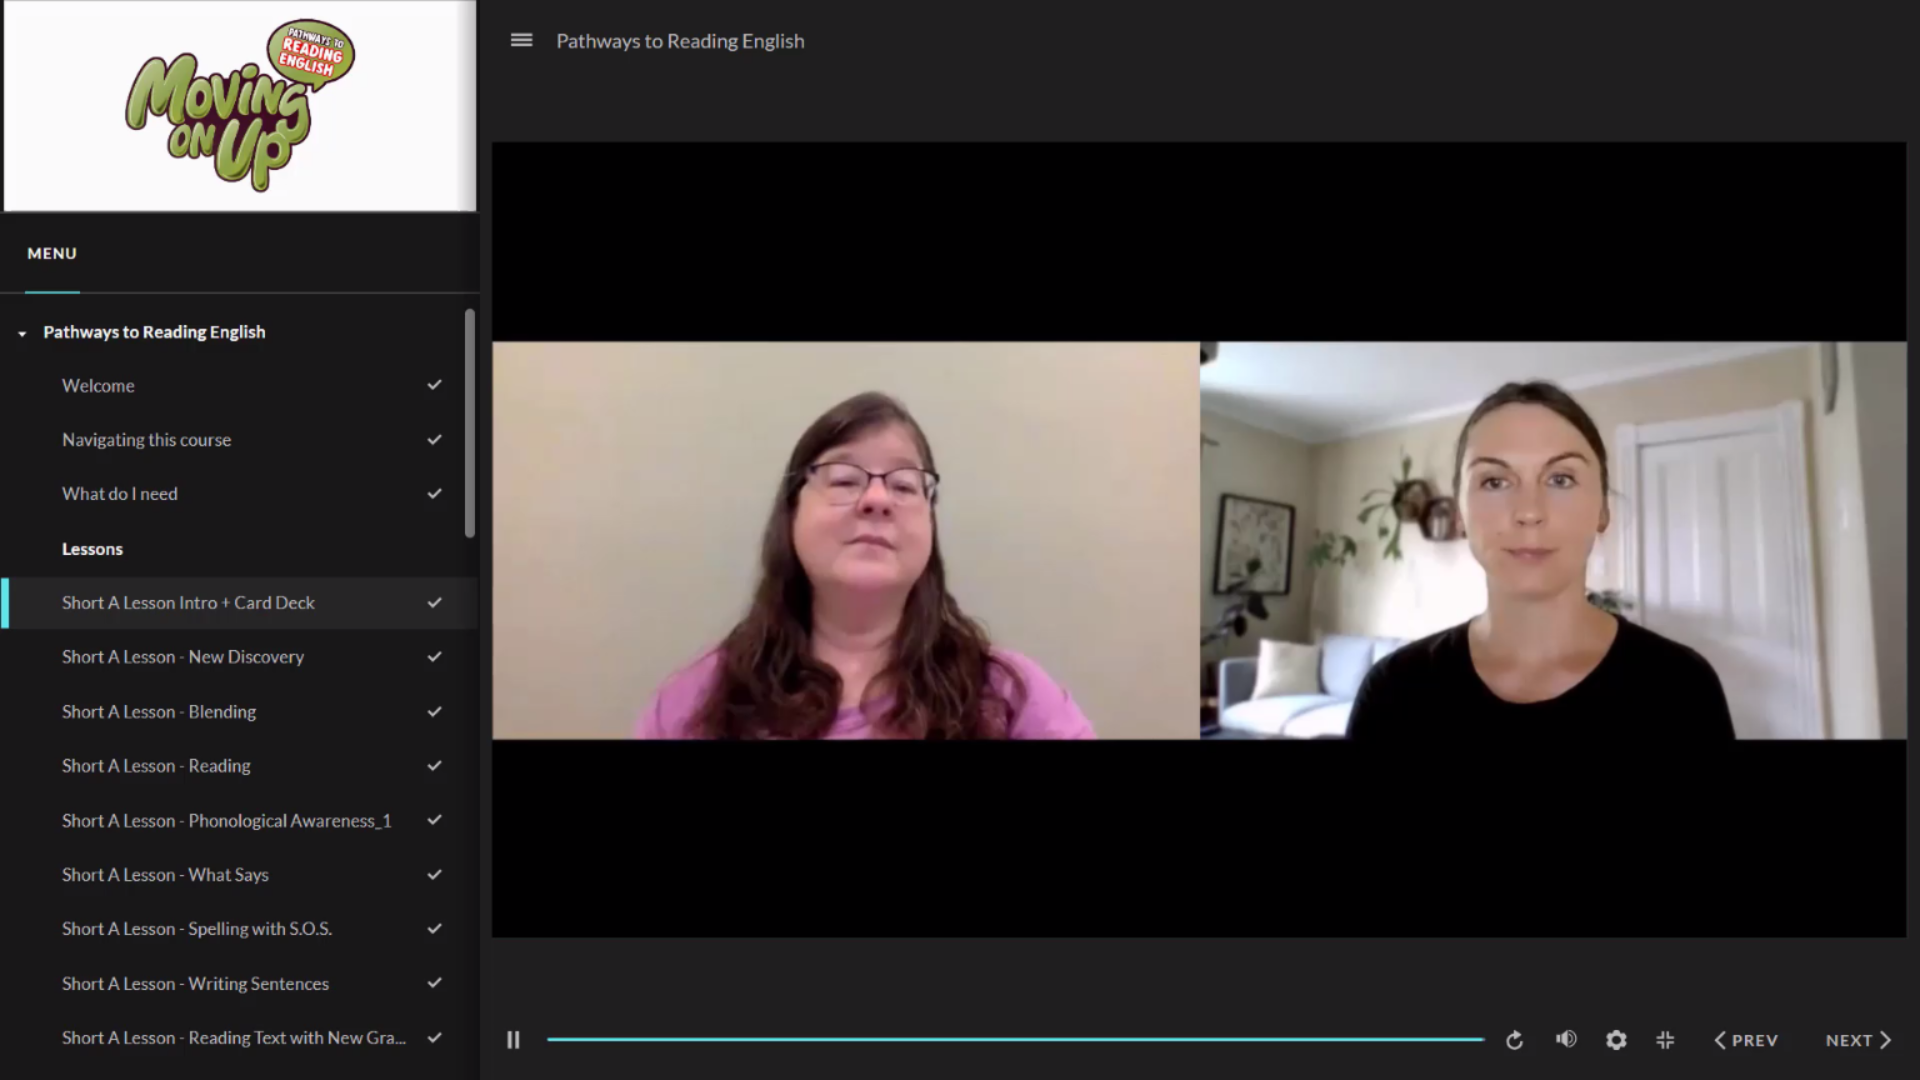 PATHWAYS TO
READING
ENGLISH
MOVING
ON UP
MENU
Pathways to Reading English
Welcome
Navigating this course
What do I need
Lessons
Short A Lesson Intro + Card Deck
Short A Lesson - New Discovery
Short A Lesson - Blending
Short A Lesson - Reading
Short A Lesson - Phonological Awareness_1
Short A Lesson - What Says
Short A Lesson - Spelling with S.O.S.
Short A Lesson - Writing Sentences
Short A Lesson - Reading Text with New Gra...
Pathways to Reading English
PREV
NEXT